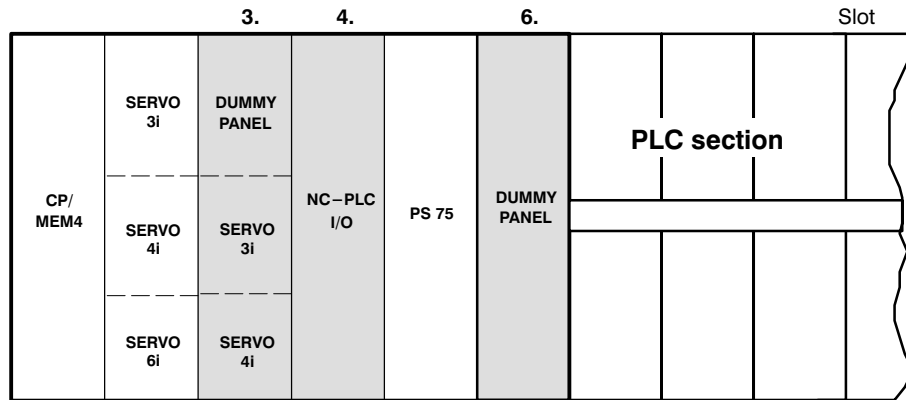 3. 4. 6. Slot
SERVO
3i
DUMMY
PANEL
PLC section
CP/
MEM4
SERVO
4i
SERVO
3i
NC–PLC
I/O
PS 75
DUMMY
PANEL
SERVO
6i
SERVO
4i